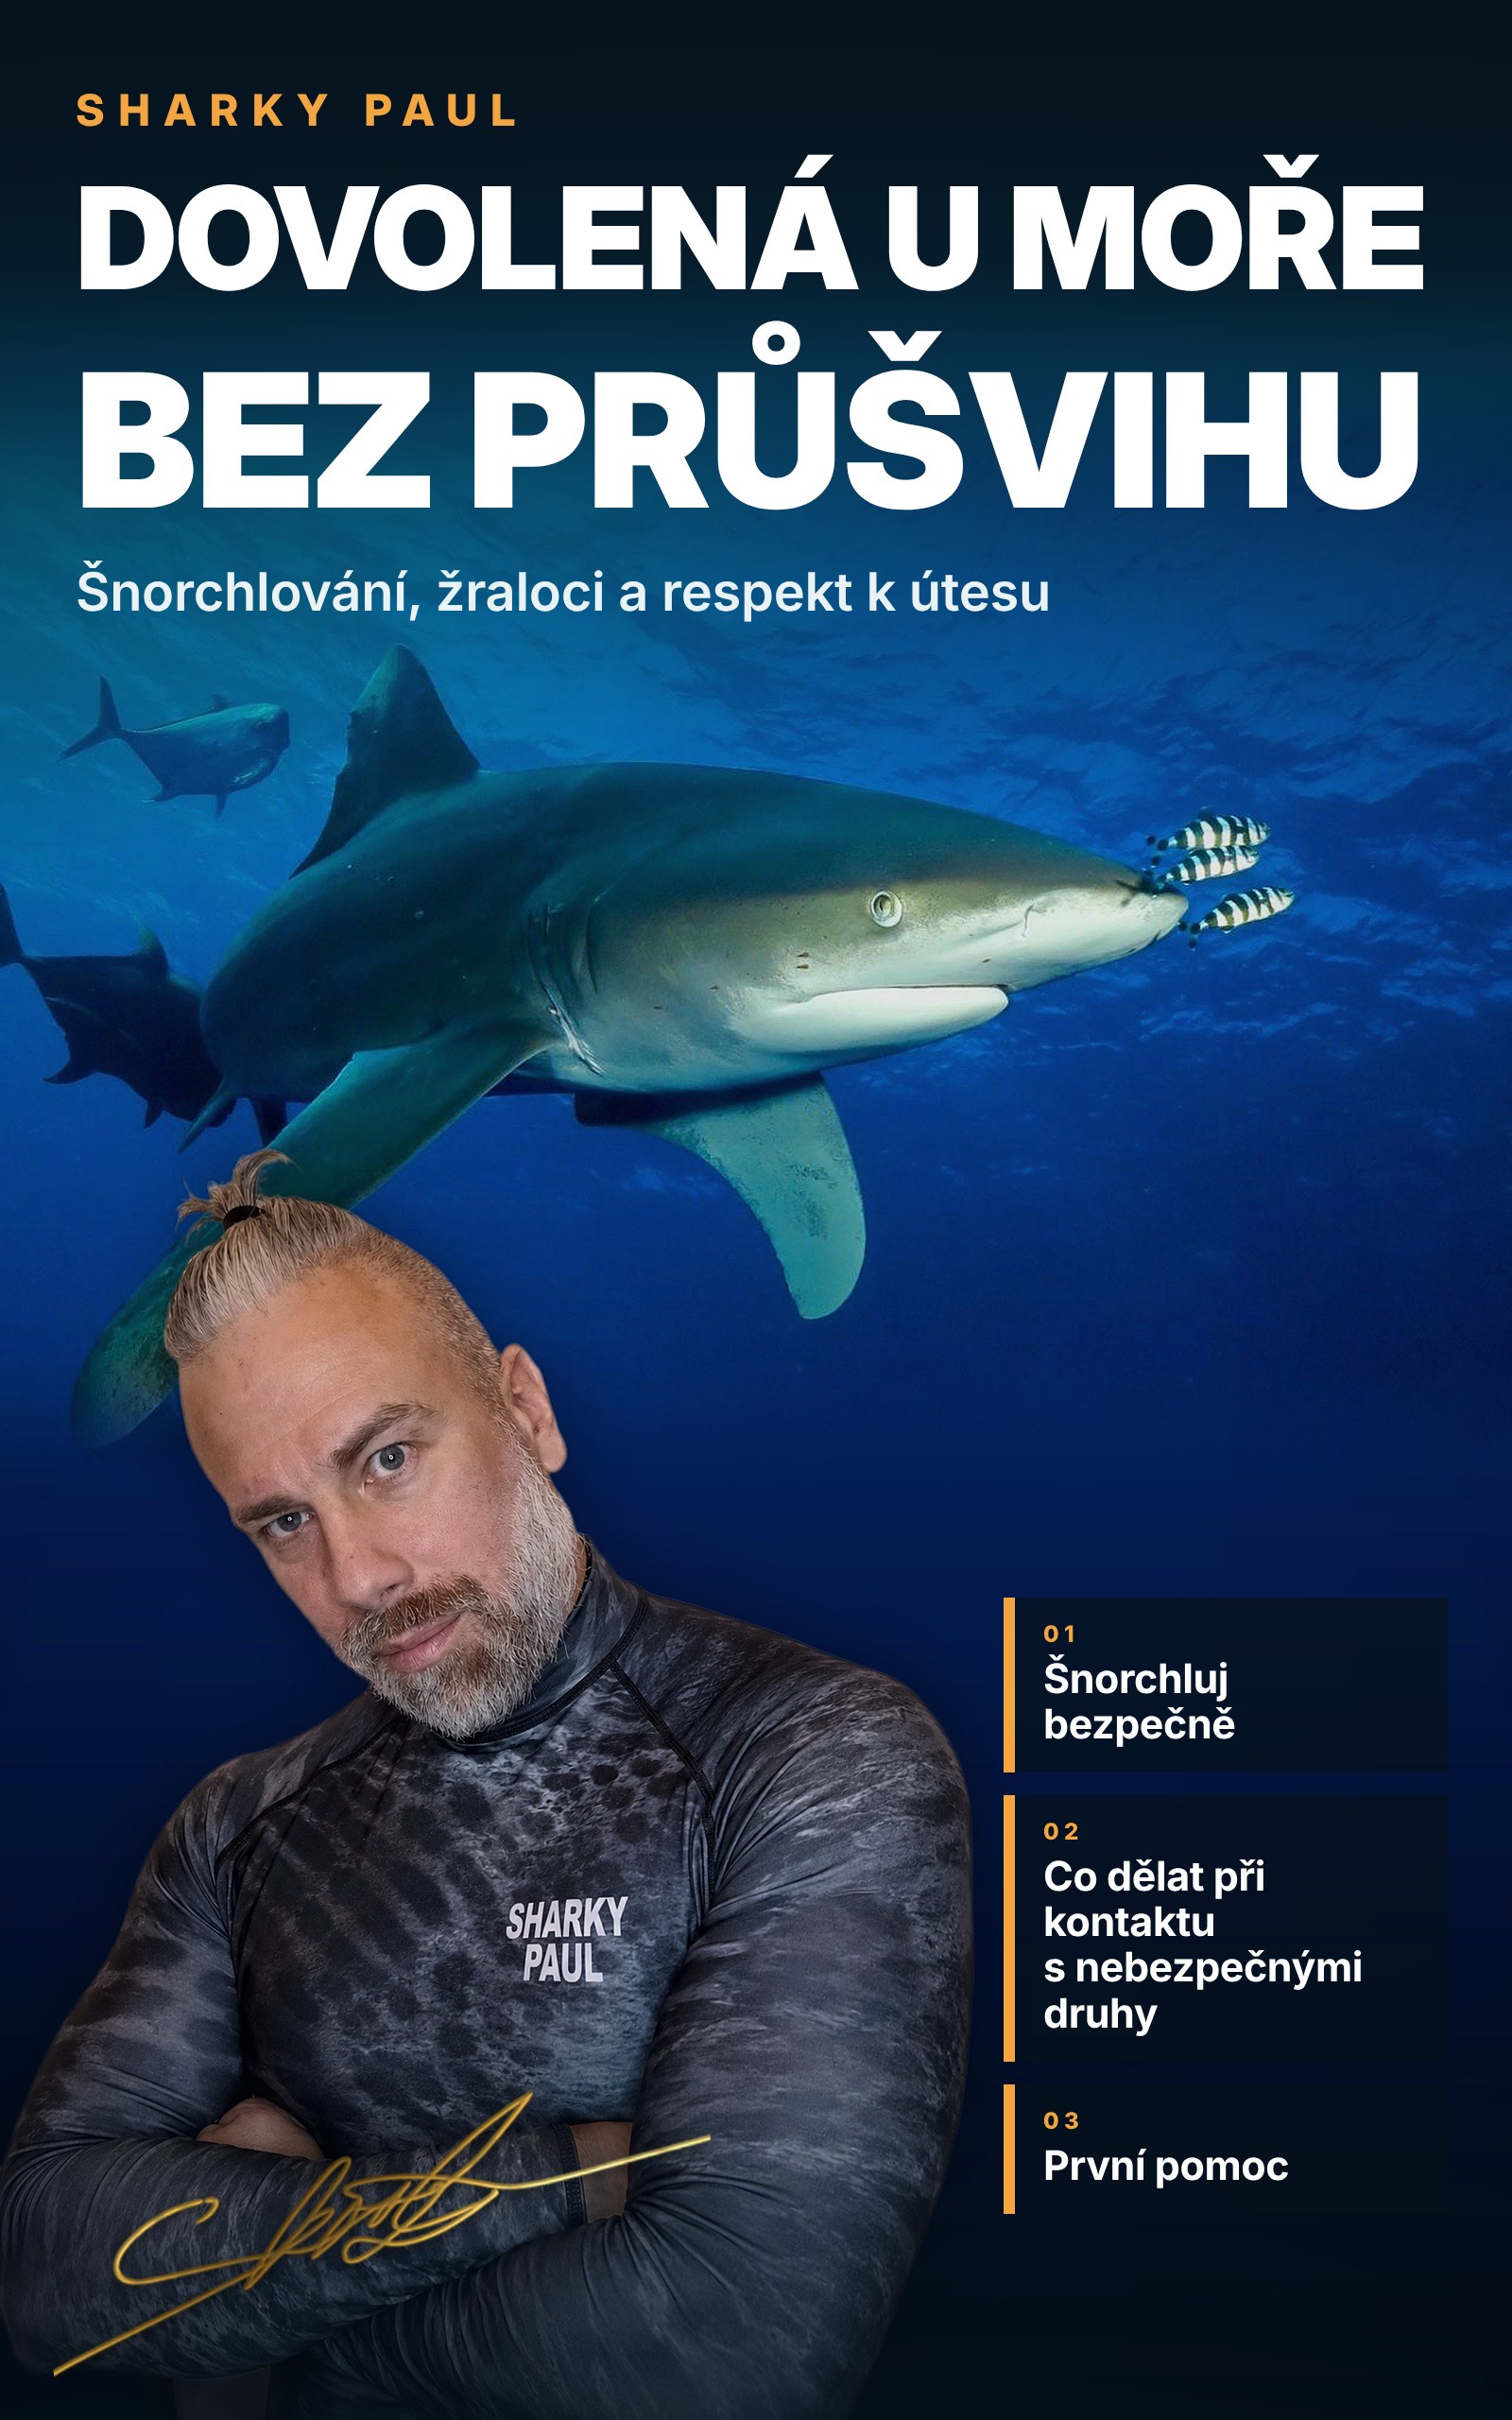 SHARKY PAUL
DOVOLENÁ U MOŘE
BEZ PRŮŠVIHU
Šnorchlování, žraloci a respekt k útesu
01
Šnorchluj
bezpečně
02
Co dělat při
kontaktu
s nebezpečnými
druhy
SHARKY
PAUL
03
První pomoc